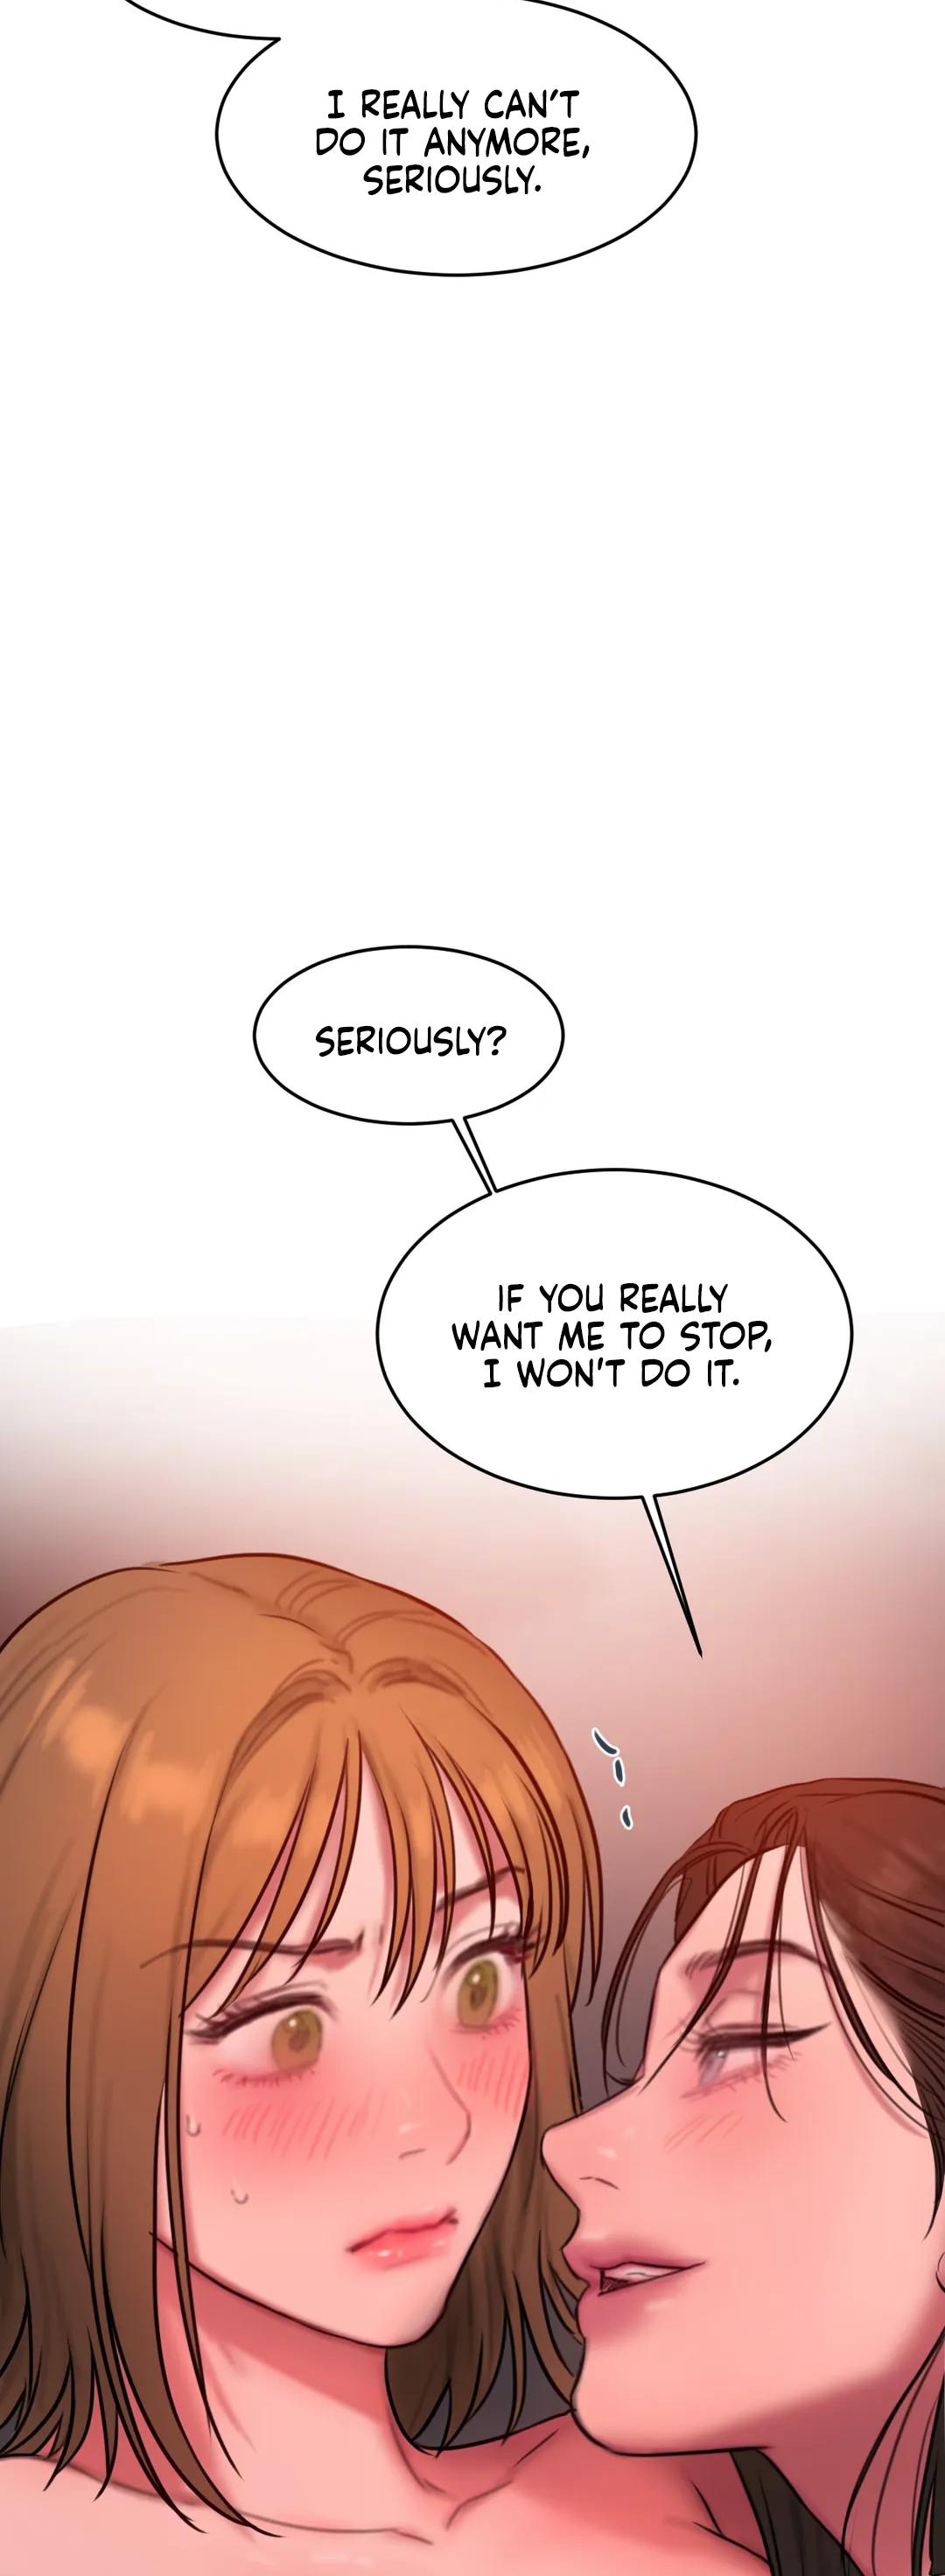 I REALLY CAN'T
DO IT ANYMORE,
SERIOUSLY.
SERIOUSLY?
IF YOU REALLY
WANT ME TO STOP,
I WON'T DO IT.